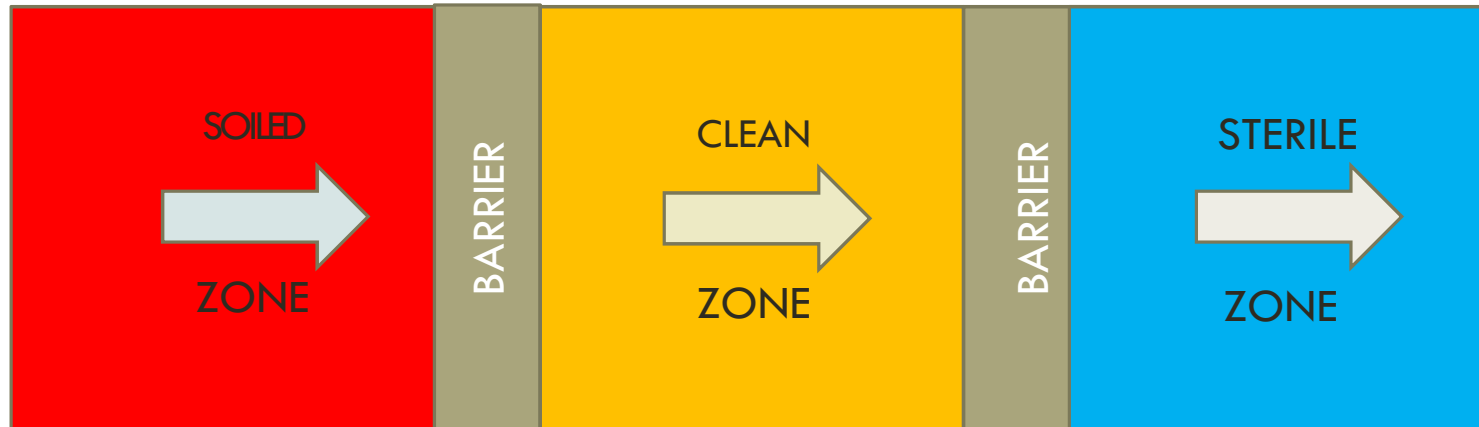 SOILED
ZONE
BARRIER
CLEAN
ZONE
BARRIER
STERILE
ZONE